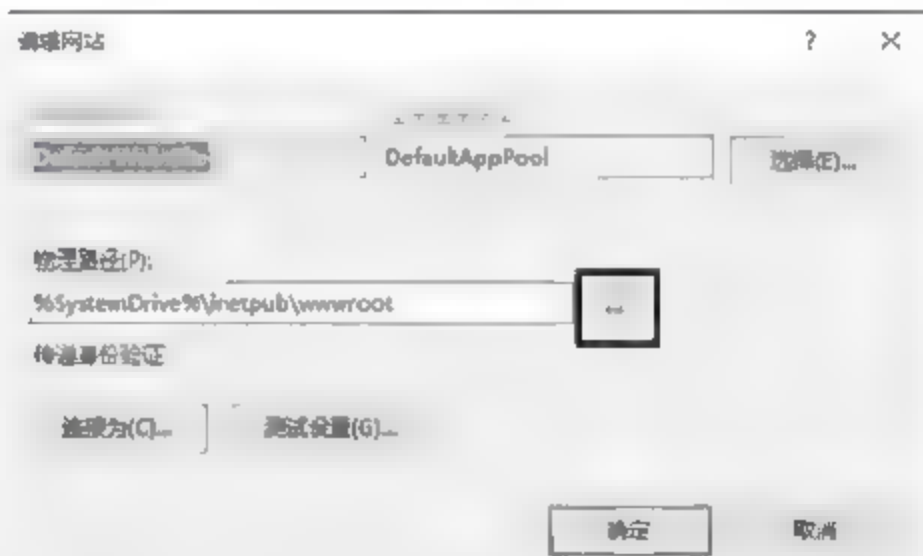 编辑网站
DefaultAppPool 选择(E)...
物理路径(P):
%SystemDrive%\inetpub\wwwroot
传递身份验证
连接为(C)... 测试设置(G)...
确定 取消